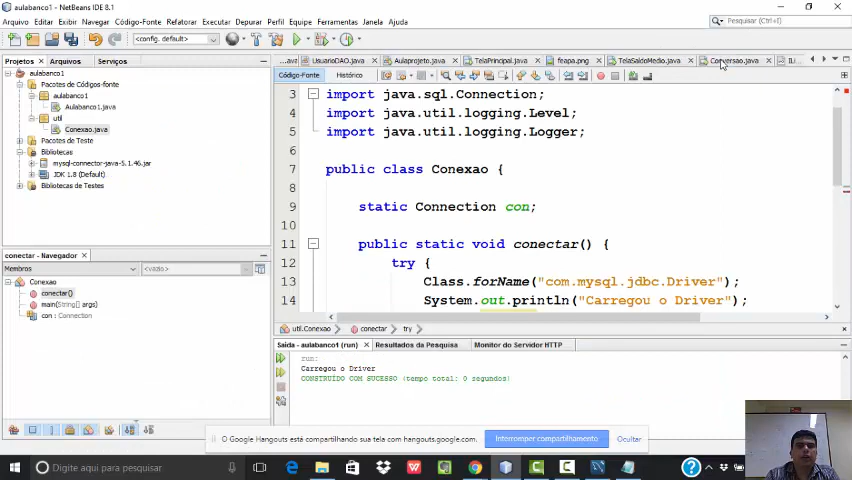 aulabanco1 - NetBeans IDE 8.1
Arquivo Editar Exibir Navegar Código-Fonte Refatorar Executar Depurar Perfil Equipe Ferramentas Janela Ajuda
Pesquisar (Ctrl+I)
<config. default>
Projetos Arquivos Serviços
...ava UsuarioDAO.java Aulaprojeto.java TelaPrincipal.java feapa.png TelaSaldoMedio.java Conversao.java
Código-Fonte Histórico
aulabanco1
Pacotes de Códigos-fonte
aulabanco1
Aulabanco1.java
util
Conexao.java
Pacotes de Teste
Bibliotecas
mysql-connector-java-5.1.46.jar
JDK 1.8 (Default)
Bibliotecas de Testes
3 import java.sql.Connection;
4 import java.util.logging.Level;
5 import java.util.logging.Logger;
6
7 public class Conexao {
8
9 static Connection con;
10
11 public static void conectar() {
12 try {
13 Class.forName("com.mysql.jdbc.Driver");
14 System.out.println("Carregou o Driver");
conectar - Navegador
Membros <vazio>
Conexao
conectar()
main(String[] args)
con : Connection
util.Conexao conectar try
Saída - aulabanco1 (run) Resultados da Pesquisa Monitor do Servidor HTTP
run:
Carregou o Driver
CONSTRUÍDO COM SUCESSO (tempo total: 0 segundos)
O Google Hangouts está compartilhando sua tela com hangouts.google.com. Interromper compartilhamento Ocultar
Digite aqui para pesquisar